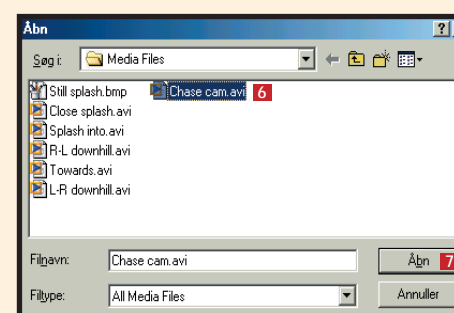 Åbn
Søg i: Media Files
Still splash.bmp
Close splash.avi
Splash into.avi
R-L downhill.avi
Towards.avi
L-R downhill.avi
Chase cam.avi 6
Filnavn: Chase cam.avi Åbn 7
Filtype: All Media Files Annuller